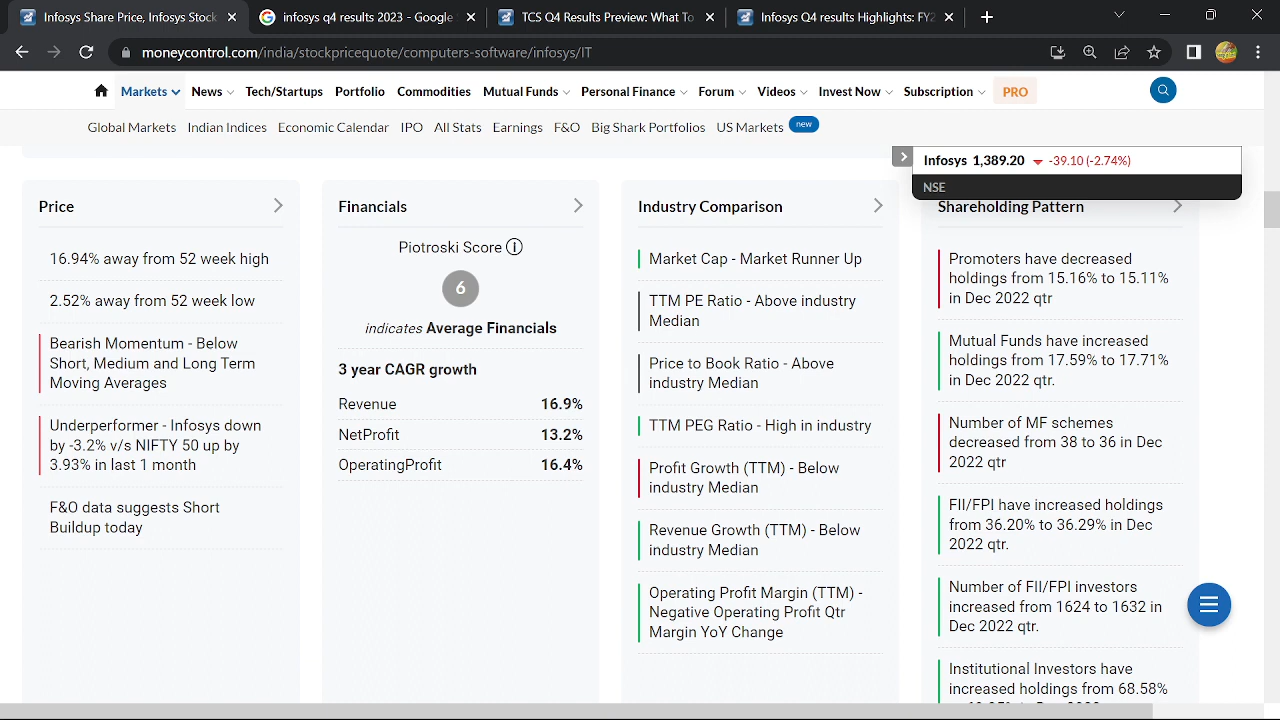 Infosys Share Price, Infosys Stock
infosys q4 results 2023 - Google
TCS Q4 Results Preview: What To
Infosys Q4 results Highlights: FY2
moneycontrol.com/india/stockpricequote/computers-software/infosys/IT
Markets News Tech/Startups Portfolio Commodities Mutual Funds Personal Finance Forum Videos Invest Now Subscription PRO
Global Markets Indian Indices Economic Calendar IPO All Stats Earnings F&O Big Shark Portfolios US Markets new
Infosys 1,389.20 -39.10 (-2.74%)
NSE
Price
16.94% away from 52 week high
2.52% away from 52 week low
Bearish Momentum - Below
Short, Medium and Long Term
Moving Averages
Underperformer - Infosys down
by -3.2% v/s NIFTY 50 up by
3.93% in last 1 month
F&O data suggests Short
Buildup today
Financials
Piotroski Score
6
indicates Average Financials
3 year CAGR growth
Revenue 16.9%
NetProfit 13.2%
OperatingProfit 16.4%
Industry Comparison
Market Cap - Market Runner Up
TTM PE Ratio - Above industry
Median
Price to Book Ratio - Above
industry Median
TTM PEG Ratio - High in industry
Profit Growth (TTM) - Below
industry Median
Revenue Growth (TTM) - Below
industry Median
Operating Profit Margin (TTM) -
Negative Operating Profit Qtr
Margin YoY Change
Shareholding Pattern
Promoters have decreased
holdings from 15.16% to 15.11%
in Dec 2022 qtr
Mutual Funds have increased
holdings from 17.59% to 17.71%
in Dec 2022 qtr.
Number of MF schemes
decreased from 38 to 36 in Dec
2022 qtr
FII/FPI have increased holdings
from 36.20% to 36.29% in Dec
2022 qtr.
Number of FII/FPI investors
increased from 1624 to 1632 in
Dec 2022 qtr.
Institutional Investors have
increased holdings from 68.58%